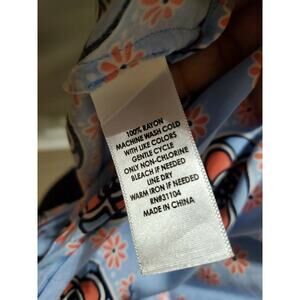 100% RAYON
MACHINE WASH COLD
WITH LIKE COLORS
GENTLE CYCLE
ONLY NON-CHLORINE
BLEACH IF NEEDED
LINE DRY
WARM IRON IF NEEDED
RN#31104
MADE IN CHINA